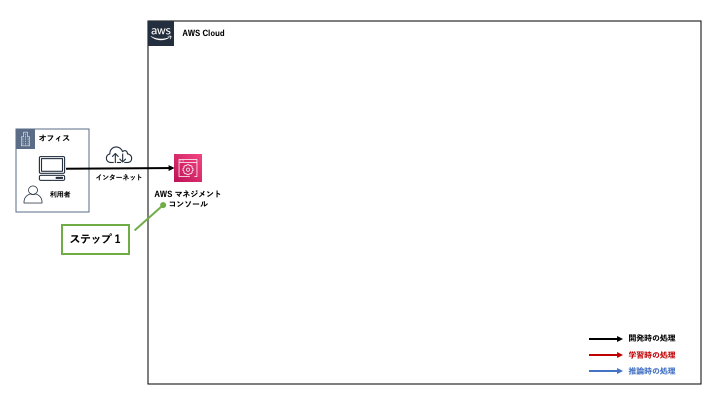 aws
AWS Cloud
オフィス
利用者
インターネット
AWS マネジメント
コンソール
ステップ 1
開発時の処理
学習時の処理
推論時の処理